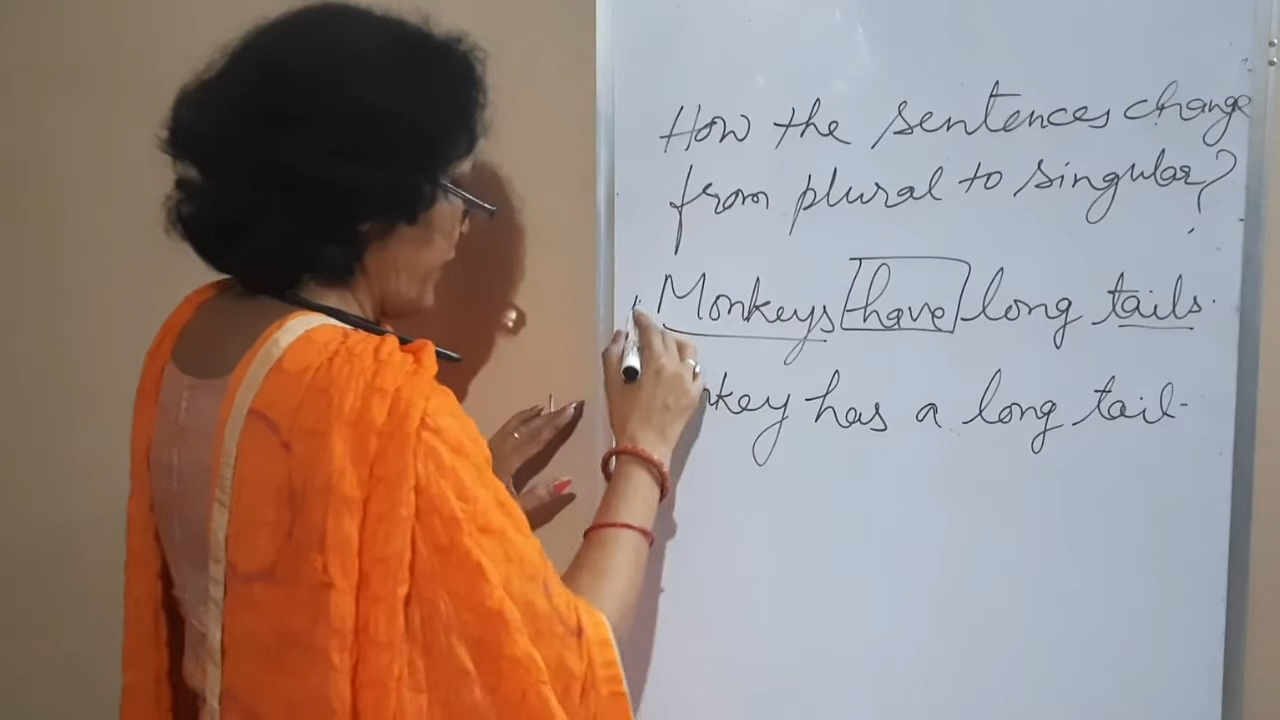 How the sentences change
from plural to singular?
Monkeys have long tails.
nkey has a long tail.